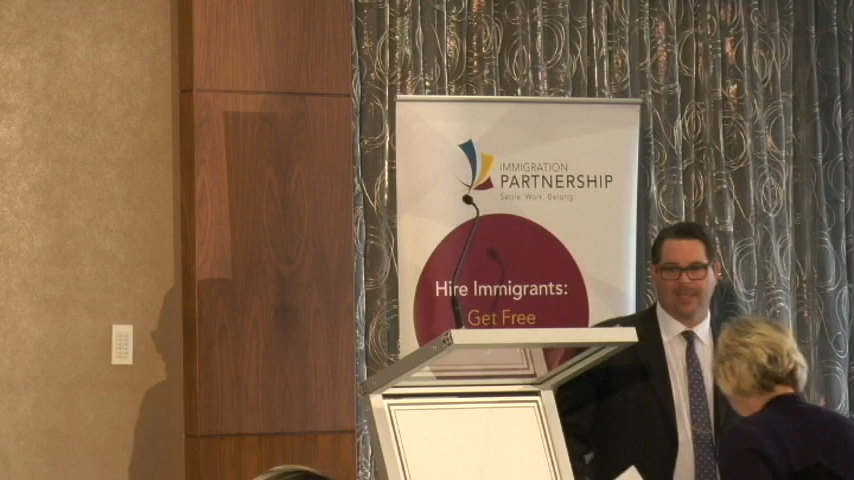 IMMIGRATION
PARTNERSHIP
Settle. Work. Belong.
Hire Immigrants:
Get Free